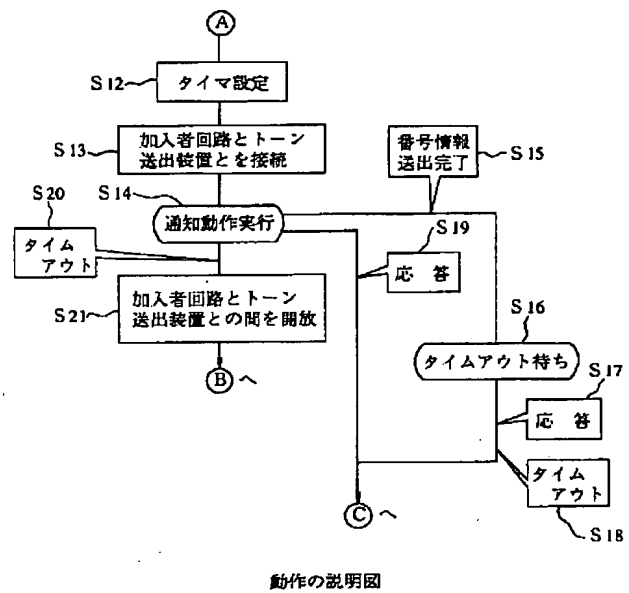 A
S12
タイマ設定
S13
加入者回路とトーン
送出装置とを接続
番号情報
送出完了
S15
S20
S14
通知動作実行
S19
タイム
アウト
応 答
S21
加入者回路とトーン
送出装置との間を開放
S16
タイムアウト待ち
Bへ
S17
応 答
タイム
アウト
S18
Cへ
動作の説明図